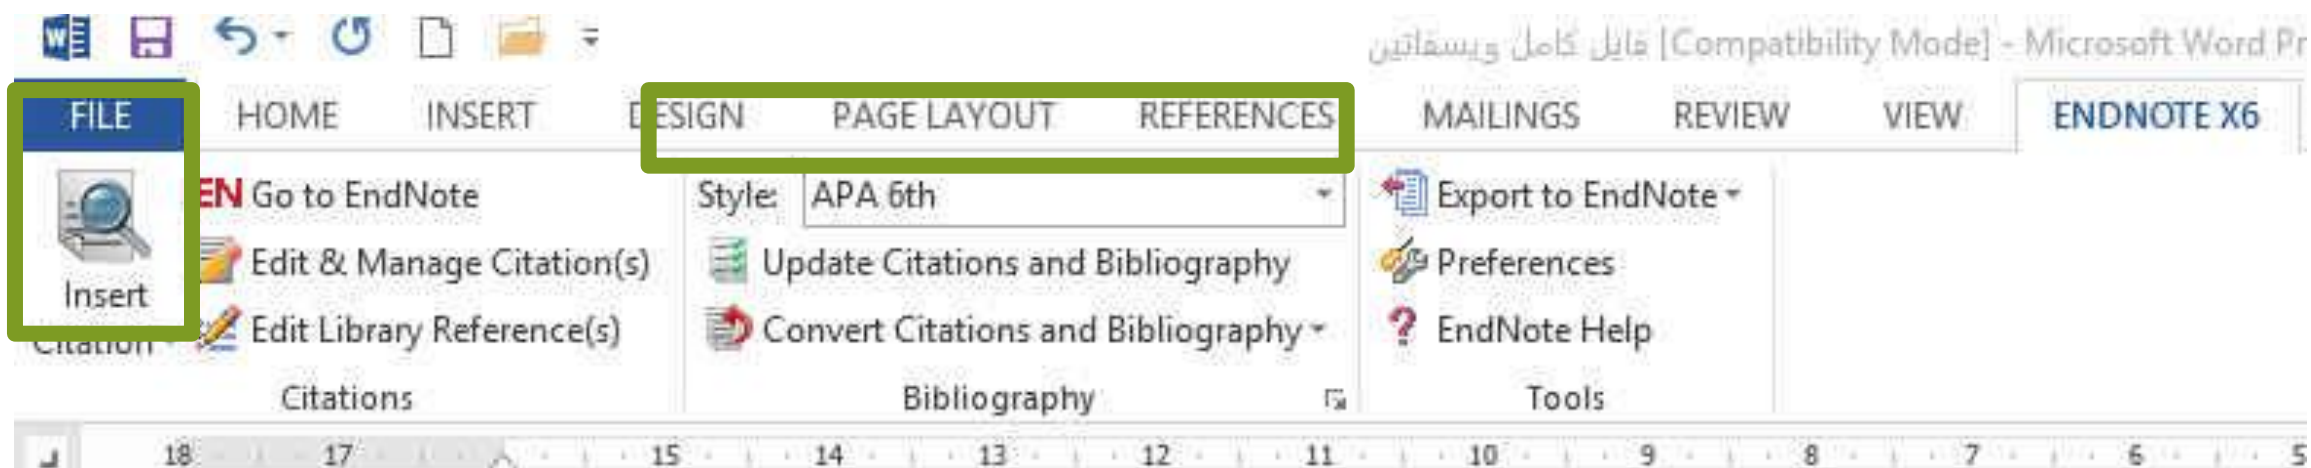 فایل کامل ویسفاتین [Compatibility Mode] - Microsoft Word Pr
FILE HOME INSERT DESIGN PAGE LAYOUT REFERENCES MAILINGS REVIEW VIEW ENDNOTE X6
Insert Citation
EN Go to EndNote
Edit & Manage Citation(s)
Edit Library Reference(s)
Citations
Style: APA 6th
Update Citations and Bibliography
Convert Citations and Bibliography
Bibliography
Export to EndNote
Preferences
? EndNote Help
Tools
18 17 15 14 13 12 11 10 9 8 7 6 5